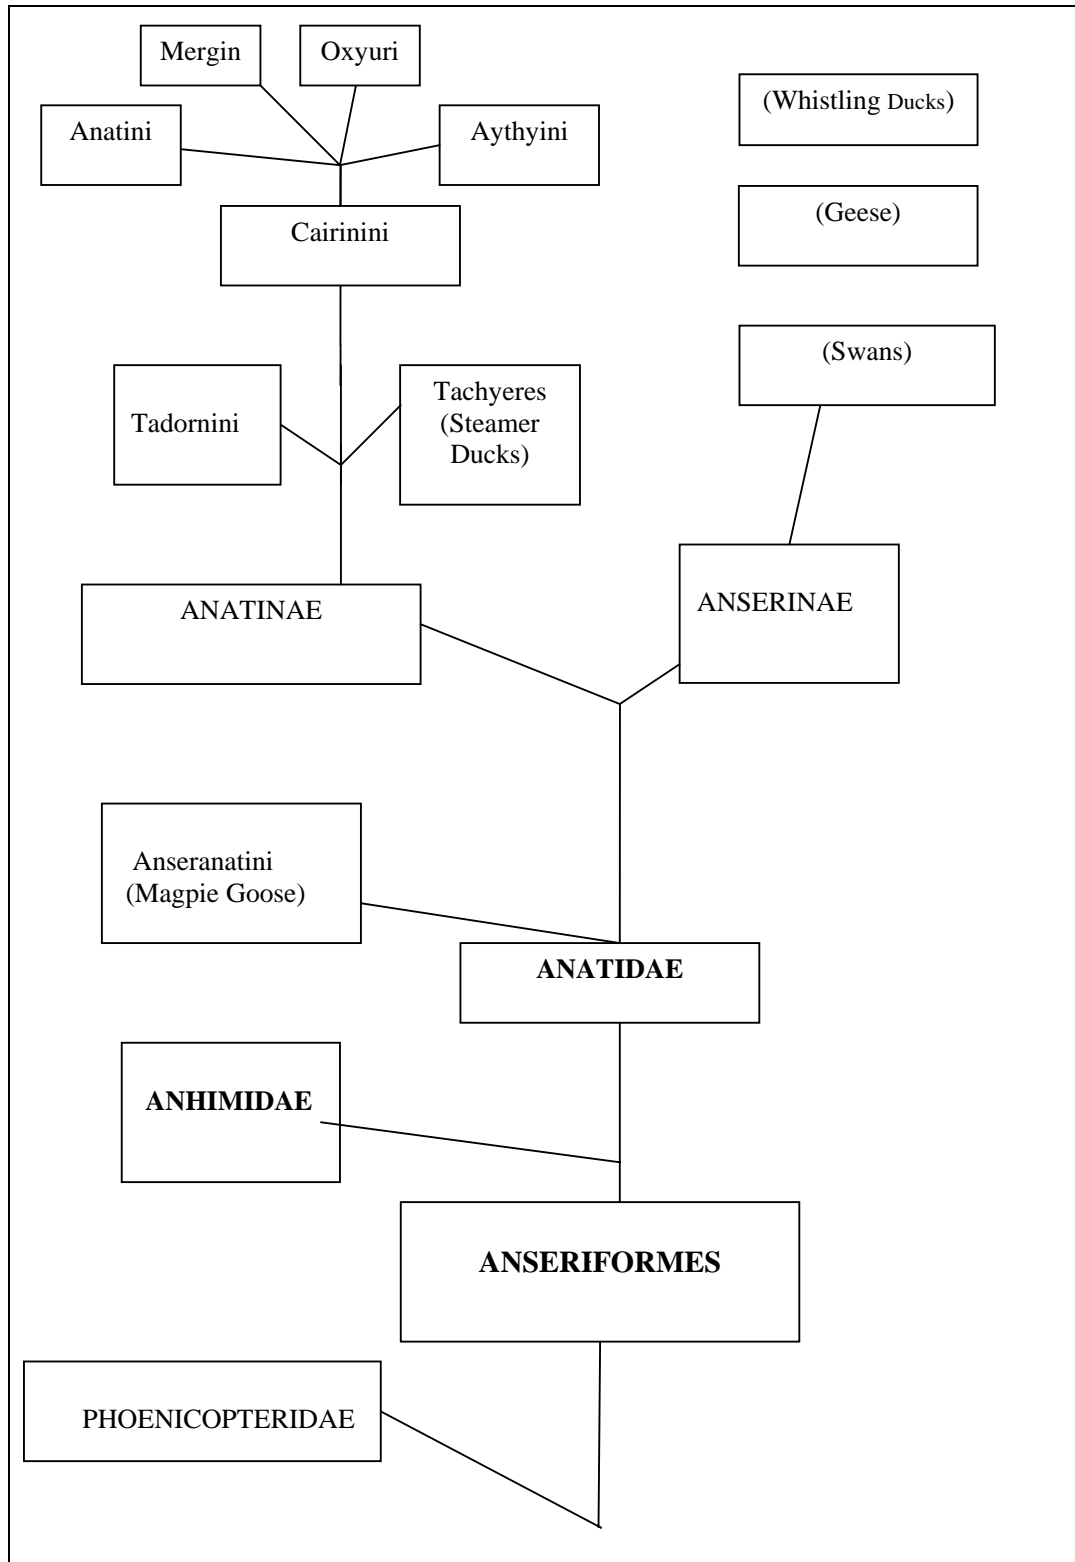 Mergin
Oxyuri
(Whistling Ducks)
Anatini
Aythyini
(Geese)
Cairinini
(Swans)
Tadornini
Tachyeres
(Steamer
Ducks)
ANATINAE
ANSERINAE
Anseranatini
(Magpie Goose)
ANATIDAE
ANHIMIDAE
ANSERIFORMES
PHOENICOPTERIDAE